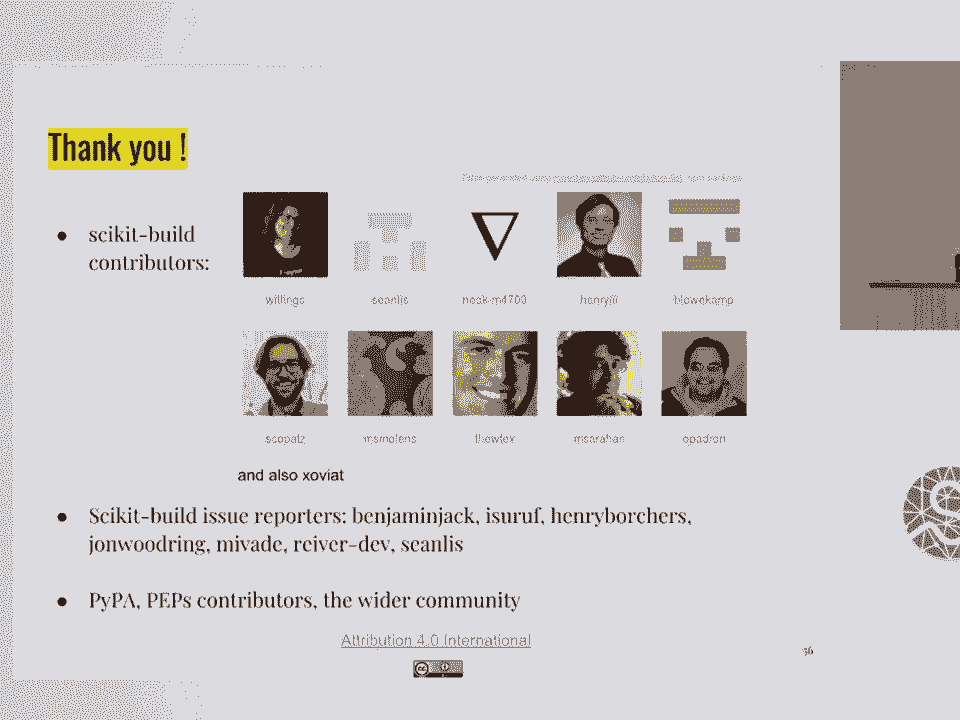 Thank you !
● scikit-build
contributors:
willingc seanlis neok-m4700 henryiii blowekamp
scopatz msmolens thewtex msarahan opadron
and also xoviat
● Scikit-build issue reporters: benjaminjack, isuruf, henryborchers,
jonwoodring, mivade, reiver-dev, seanlis
● PyPA, PEPs contributors, the wider community
Attribution 4.0 International
56